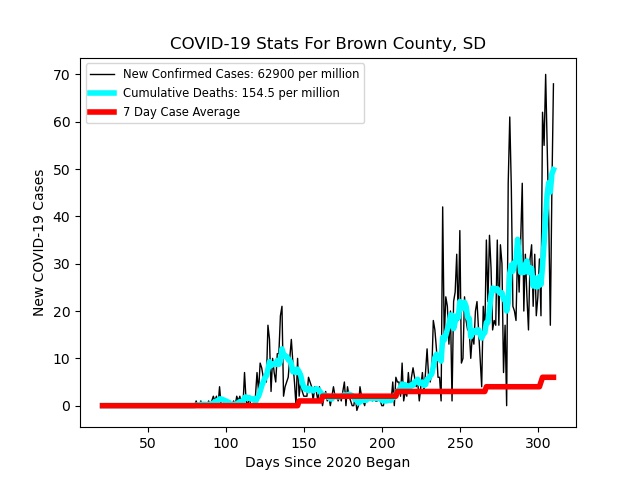 COVID-19 Stats For Brown County, SD
New Confirmed Cases: 62900 per million
Cumulative Deaths: 154.5 per million
7 Day Case Average
New COVID-19 Cases
70
60
50
40
30
20
10
0
50 100 150 200 250 300
Days Since 2020 Began